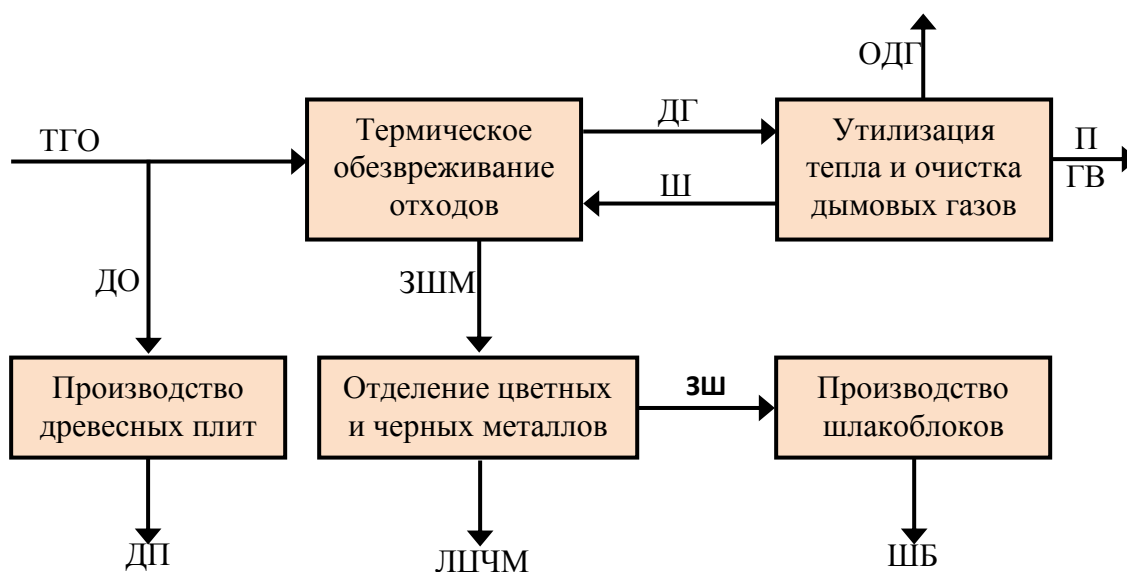 ОДГ
ТГО
Термическое
обезвреживание
отходов
ДГ
Ш
Утилизация
тепла и очистка
дымовых газов
П
ГВ
ДО
ЗШМ
Производство
древесных плит
Отделение цветных
и черных металлов
ЗШ
Производство
шлакоблоков
ДП
ЛЦЧМ
ШБ